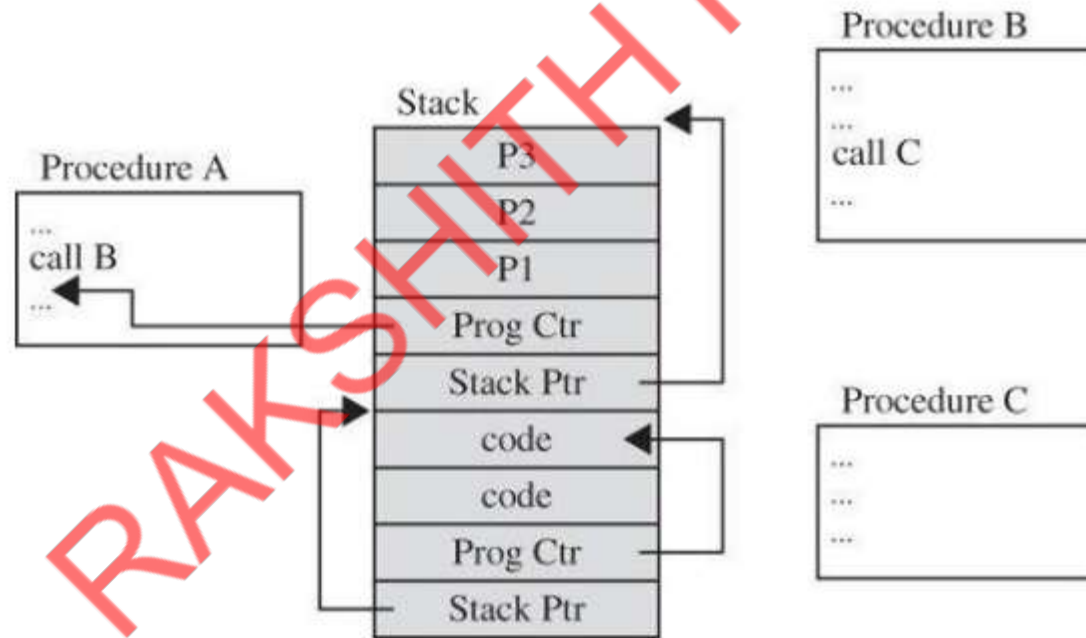 Procedure A
...
call B
...
Stack
P3
P2
P1
Prog Ctr
Stack Ptr
code
code
Prog Ctr
Stack Ptr
Procedure B
...
...
call C
...
Procedure C
...
...
...
RAKSHITH